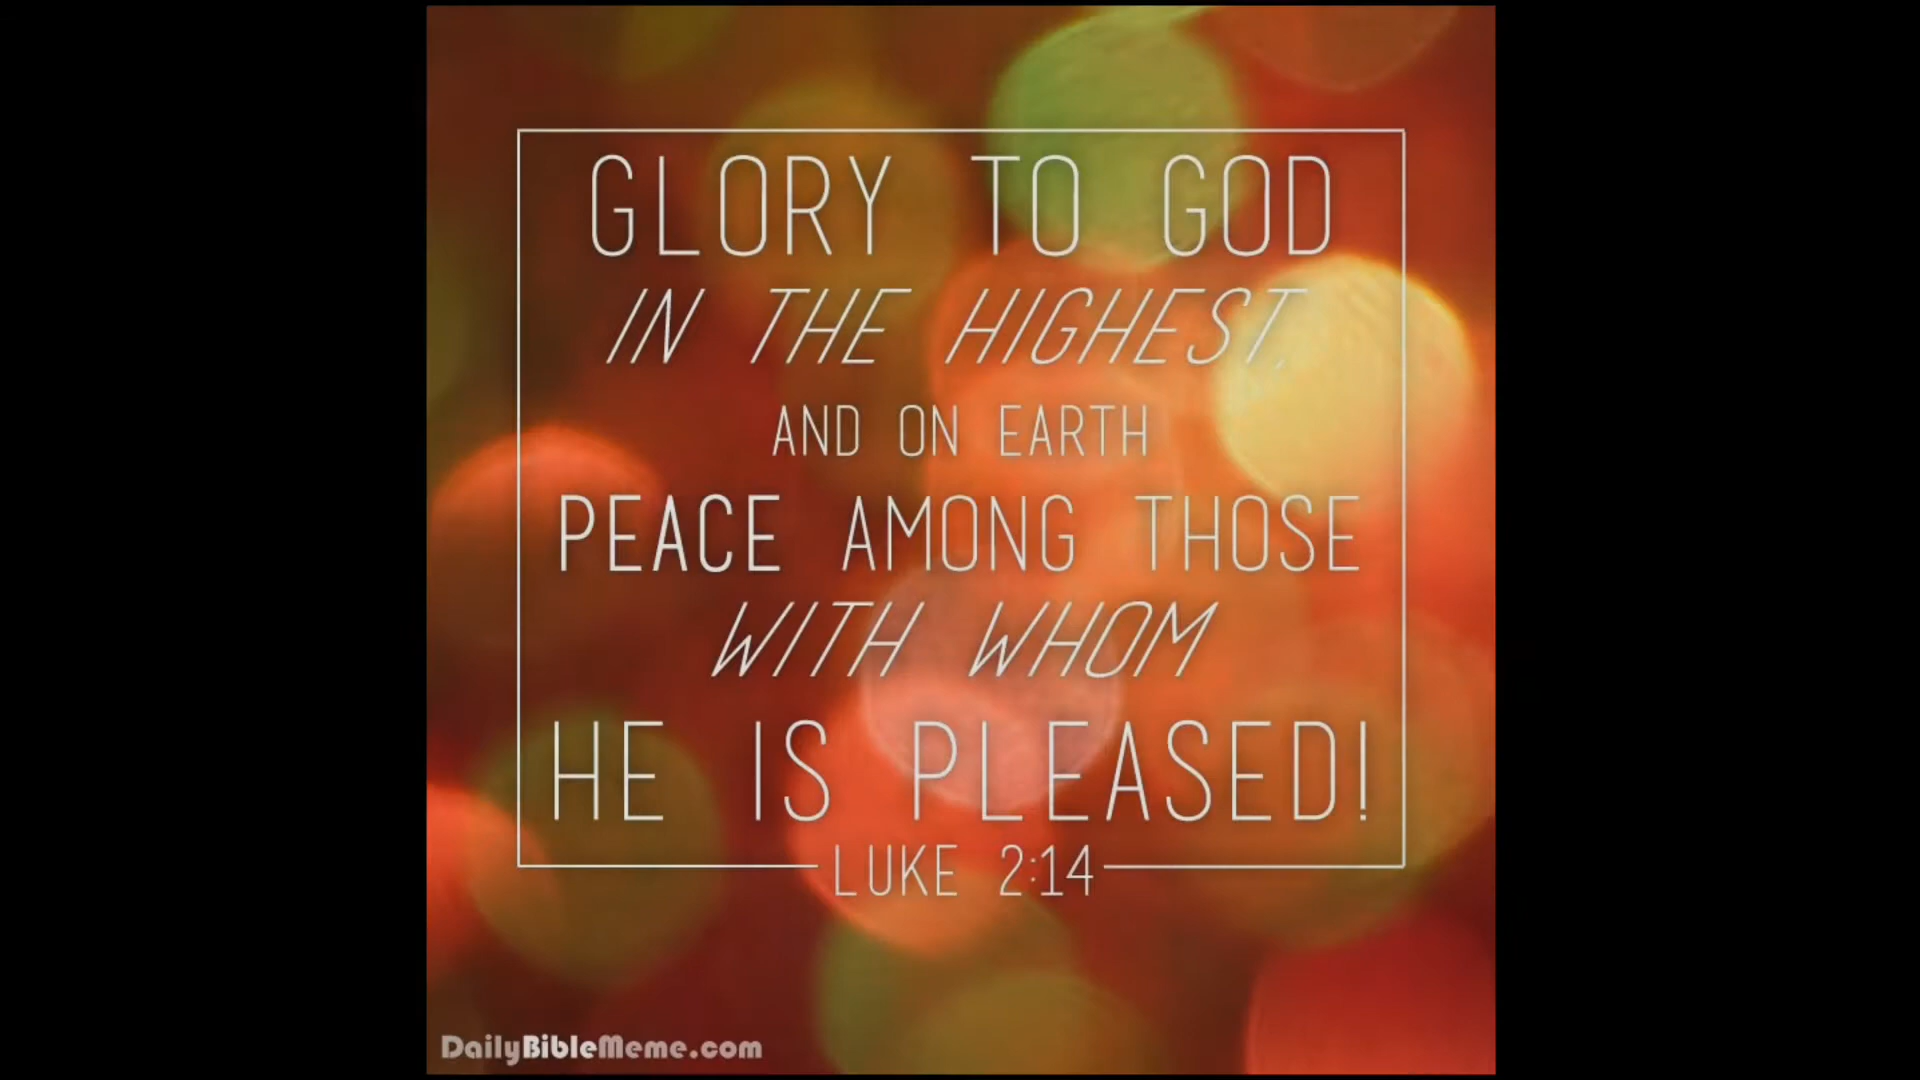 GLORY TO GOD
IN THE HIGHEST,
AND ON EARTH
PEACE AMONG THOSE
WITH WHOM
HE IS PLEASED!
LUKE 2:14
DailyBibleMeme.com